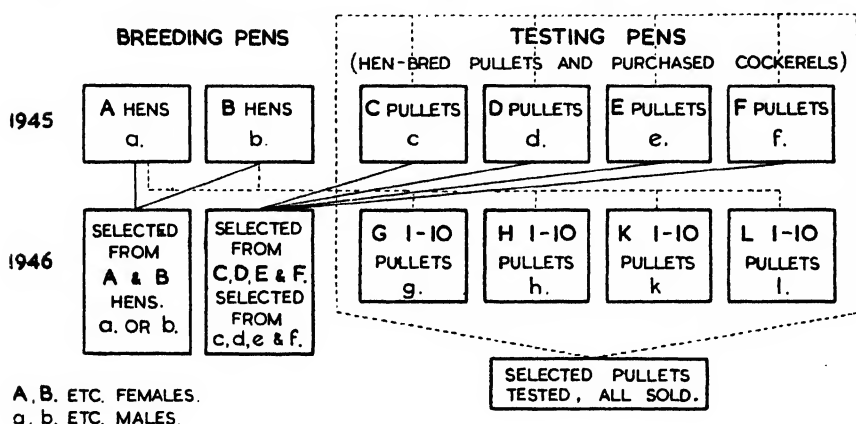 BREEDING PENS
TESTING PENS
(HEN-BRED PULLETS AND PURCHASED COCKERELS)
1945
A HENS
a.
B HENS
b.
C PULLETS
c
D PULLETS
d.
E PULLETS
e.
F PULLETS
f.
1946
SELECTED
FROM
A & B
HENS.
a. OR b.
SELECTED
FROM
C,D,E & F.
SELECTED
FROM
c,d,e & f.
G 1-10
PULLETS
g.
H 1-10
PULLETS
h.
K 1-10
PULLETS
k
L 1-10
PULLETS
l.
SELECTED PULLETS
TESTED, ALL SOLD.
A, B. ETC. FEMALES.
a, b. ETC. MALES.